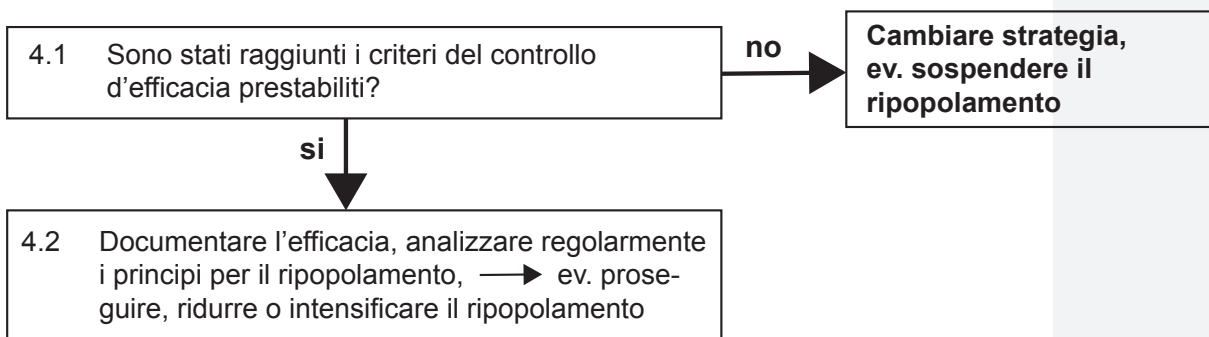 4.1 Sono stati raggiunti i criteri del controllo
d’efficacia prestabiliti?
no
Cambiare strategia,
ev. sospendere il
ripopolamento
si
4.2 Documentare l’efficacia, analizzare regolarmente
i principi per il ripopolamento, → ev. prose-
guire, ridurre o intensificare il ripopolamento